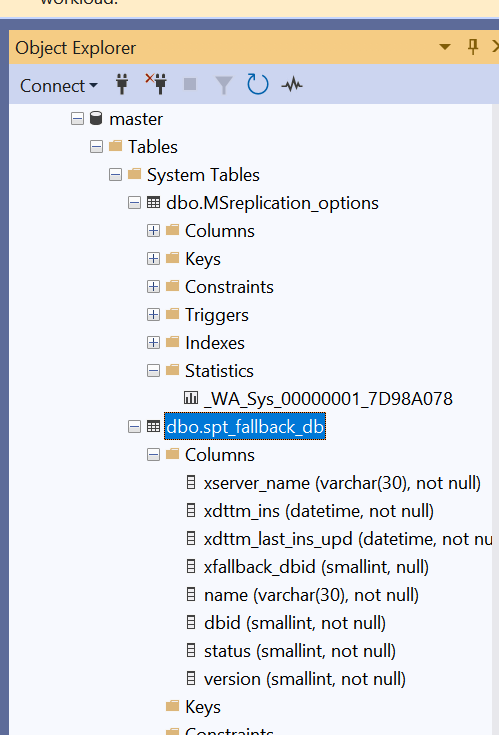 workload.
Object Explorer
Connect
master
Tables
System Tables
dbo.MSreplication_options
Columns
Keys
Constraints
Triggers
Indexes
Statistics
_WA_Sys_00000001_7D98A078
dbo.spt_fallback_db
Columns
xserver_name (varchar(30), not null)
xdttm_ins (datetime, not null)
xdttm_last_ins_upd (datetime, not nu
xfallback_dbid (smallint, null)
name (varchar(30), not null)
dbid (smallint, not null)
status (smallint, not null)
version (smallint, not null)
Keys
Constraints